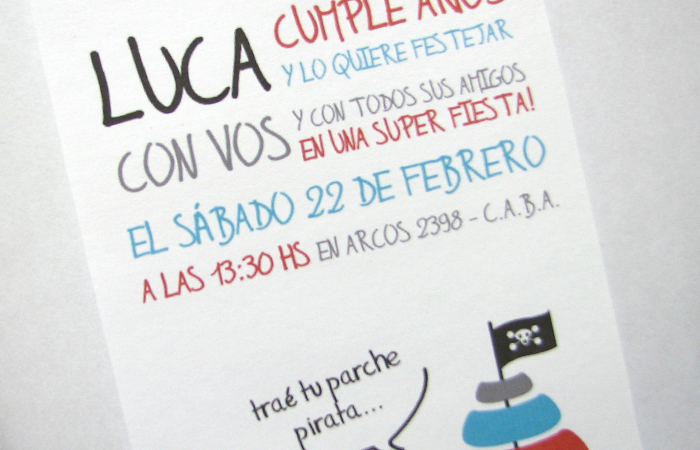 LUCA CUMPLE AÑOS
Y LO QUIERE FESTEJAR
CON VOS Y CON TODOS SUS AMIGOS
EN UNA SUPER FIESTA!
EL SÁBADO 22 DE FEBRERO
A LAS 13:30 HS EN ARCOS 2398 - C.A.B.A.
traé tu parche
pirata...